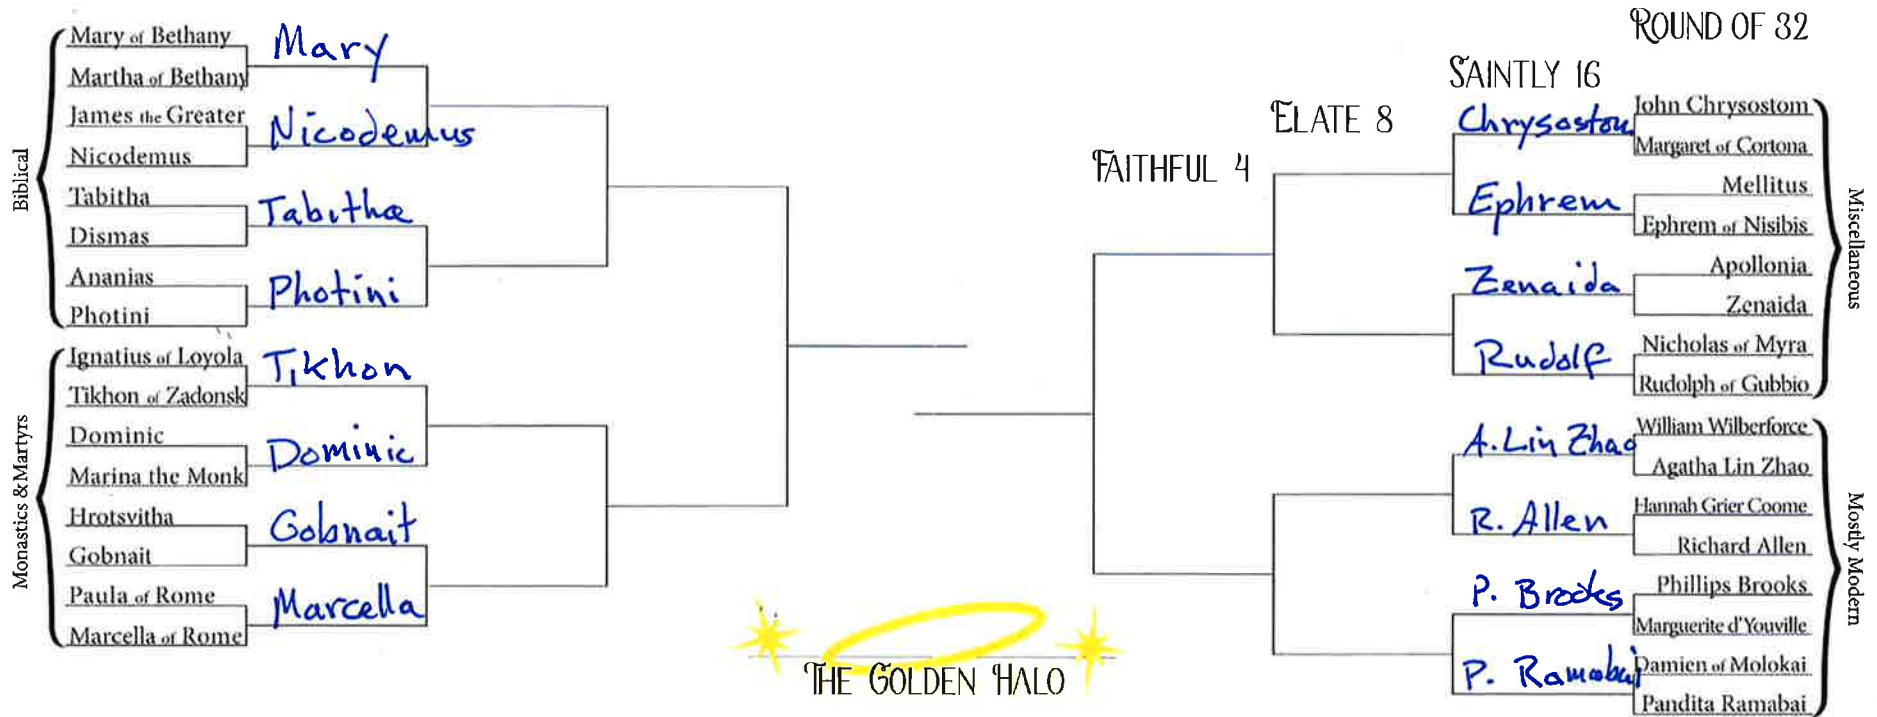 ROUND OF 32
SAINTLY 16
ELATE 8
FAITHFUL 4
Biblical
Mary of Bethany
Martha of Bethany
James the Greater
Nicodemus
Tabitha
Dismas
Ananias
Photini
Mary
Nicodemus
Tabitha
Photini
Monastics & Martyrs
Ignatius of Loyola
Tikhon of Zadonsk
Dominic
Marina the Monk
Hrotsvitha
Gobnait
Paula of Rome
Marcella of Rome
Tikhon
Dominic
Gobnait
Marcella
Chrysostom
Ephrem
Zenaida
Rudolf
John Chrysostom
Margaret of Cortona
Mellitus
Ephrem of Nisibis
Apollonia
Zenaida
Nicholas of Myra
Rudolph of Gubbio
Miscellaneous
A. Lin Zhao
R. Allen
P. Brooks
P. Ramabai
William Wilberforce
Agatha Lin Zhao
Hannah Grier Coome
Richard Allen
Phillips Brooks
Marguerite d'Youville
Damien of Molokai
Pandita Ramabai
Mostly Modern
THE GOLDEN HALO